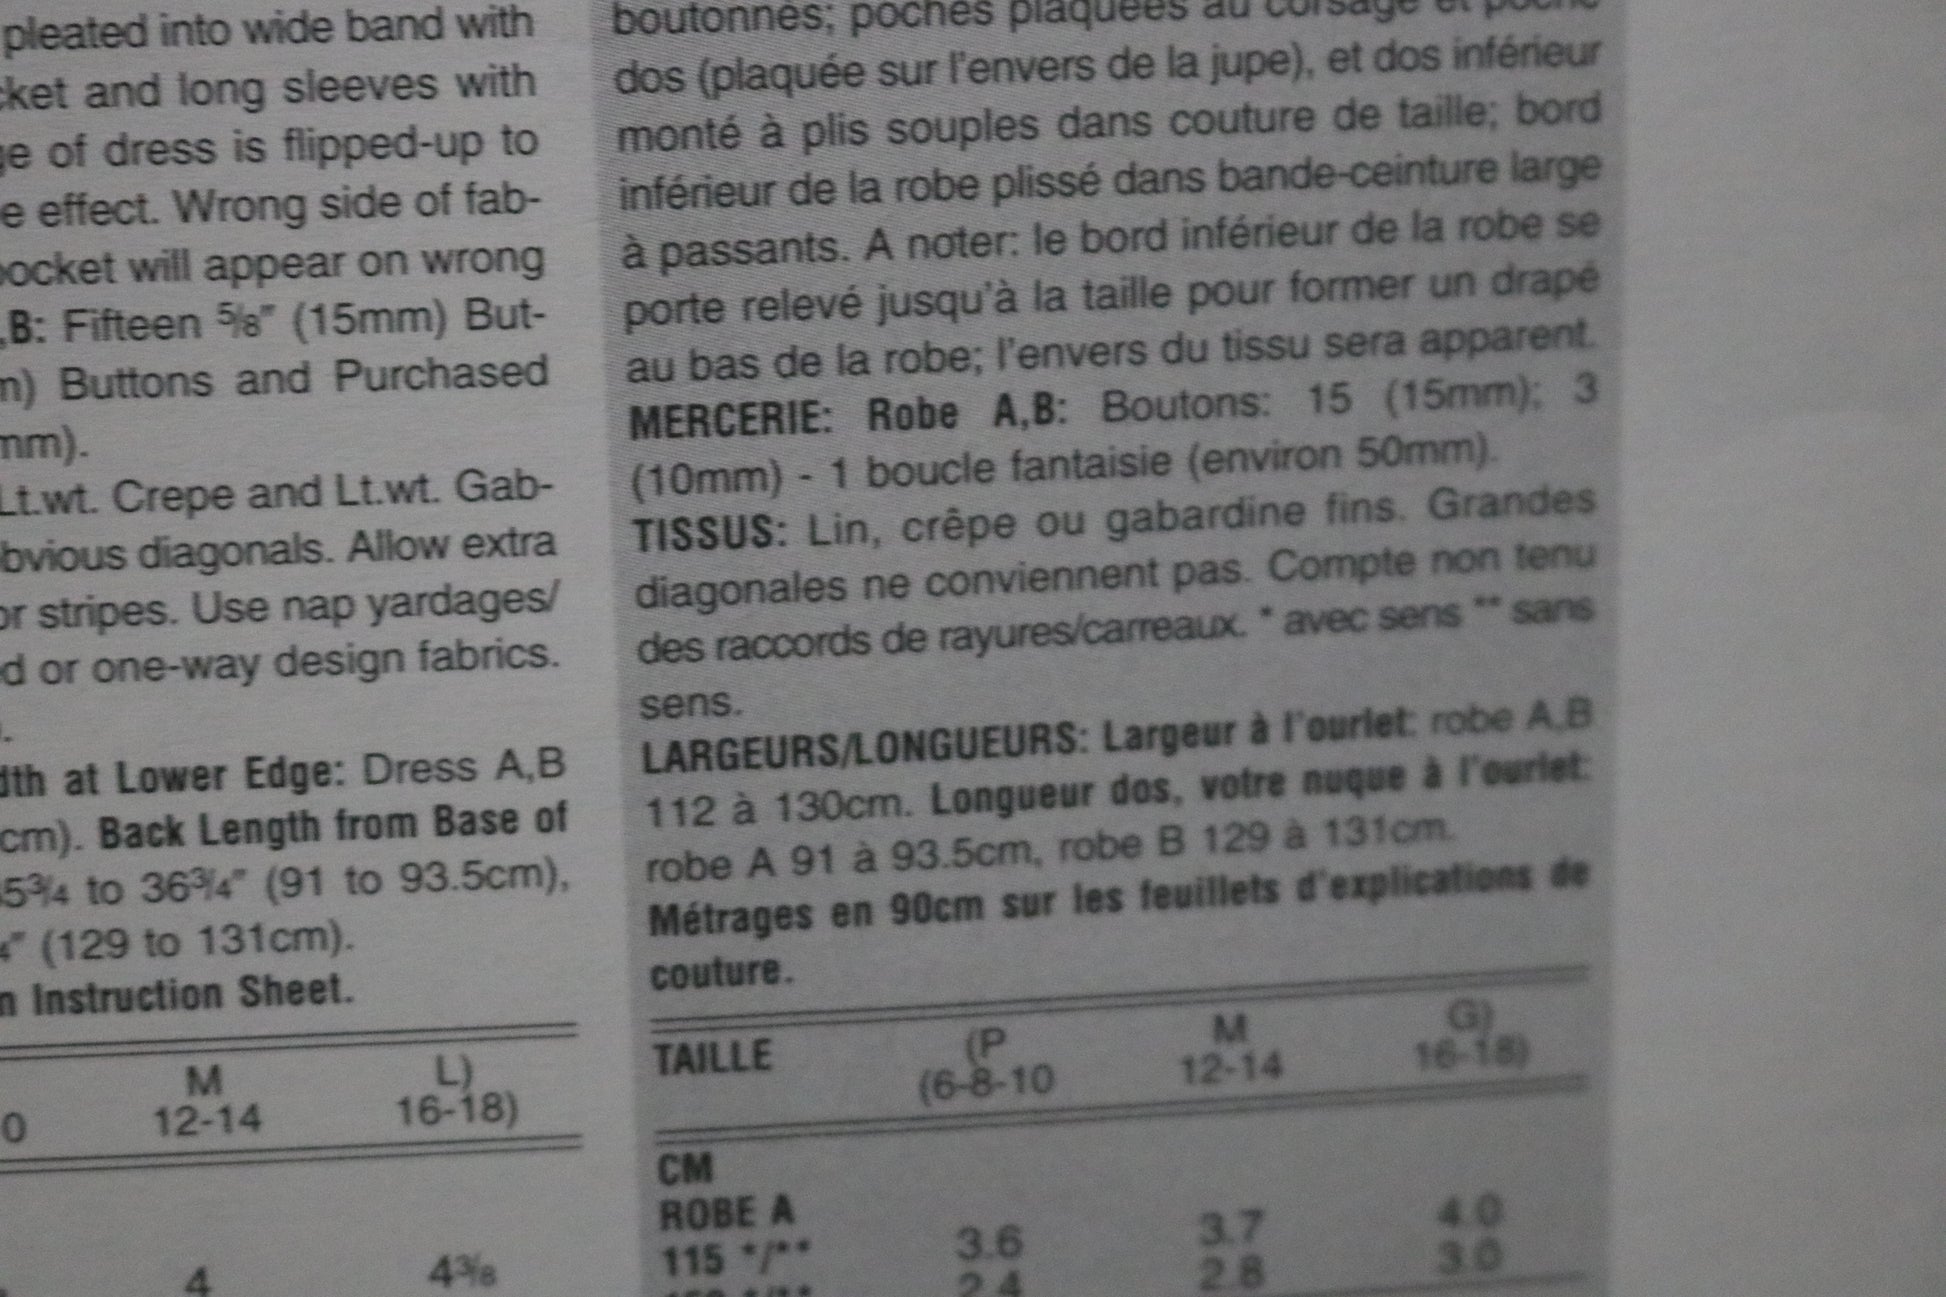 pleated into wide band with
and long sleeves with
of dress is flipped-up to
effect. Wrong side of fab-
will appear on wrong
,B: Fifteen 5/8" (15mm) But-
Buttons and Purchased
mm).
Lt.wt. Crepe and Lt.wt. Gab-
diagonals. Allow extra
or stripes. Use nap yardages/
or one-way design fabrics.
at Lower Edge: Dress A,B
cm). Back Length from Base of
to 36¾" (91 to 93.5cm),
(129 to 131cm).
Instruction Sheet.
M L)
12-14 16-18)
4 4⅜
boutonnés; poches plaquées au corsage et poche
dos (plaquée sur l'envers de la jupe), et dos inférieur
monté à plis souples dans couture de taille; bord
inférieur de la robe plissé dans bande-ceinture large
à passants. A noter: le bord inférieur de la robe se
porte relevé jusqu'à la taille pour former un drapé
au bas de la robe; l'envers du tissu sera apparent.
MERCERIE: Robe A,B: Boutons: 15 (15mm); 3
(10mm) - 1 boucle fantaisie (environ 50mm).
TISSUS: Lin, crêpe ou gabardine fins. Grandes
diagonales ne conviennent pas. Compte non tenu
des raccords de rayures/carreaux. * avec sens ** sans
sens.
LARGEURS/LONGUEURS: Largeur à l'ourlet: robe A,B
112 à 130cm. Longueur dos, votre nuque à l'ourlet:
robe A 91 à 93.5cm, robe B 129 à 131cm.
Métrages en 90cm sur les feuillets d'explications de
couture.
TAILLE (P M G)
(6-8-10 12-14 16-18)
CM
ROBE A
115 */** 3.6 3.7 4.0
2.4 2.8 3.0